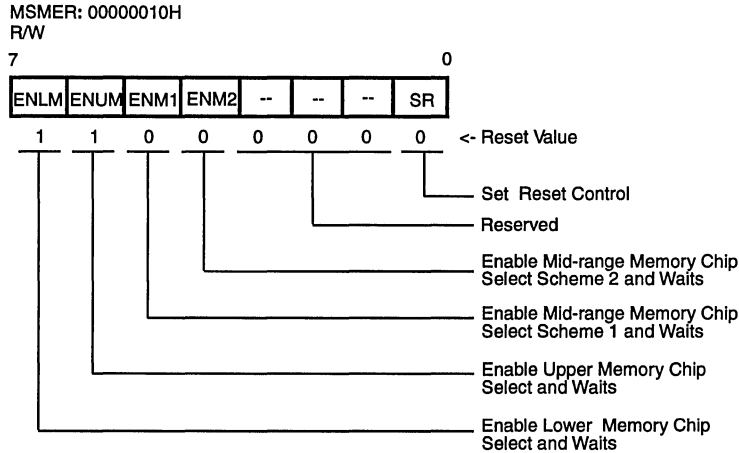 MSMER: 00000010H
R/W
7 0
ENLM ENUM ENM1 ENM2 -- -- -- SR
1 1 0 0 0 0 0 0 <- Reset Value
Set Reset Control
Reserved
Enable Mid-range Memory Chip
Select Scheme 2 and Waits
Enable Mid-range Memory Chip
Select Scheme 1 and Waits
Enable Upper Memory Chip
Select and Waits
Enable Lower Memory Chip
Select and Waits